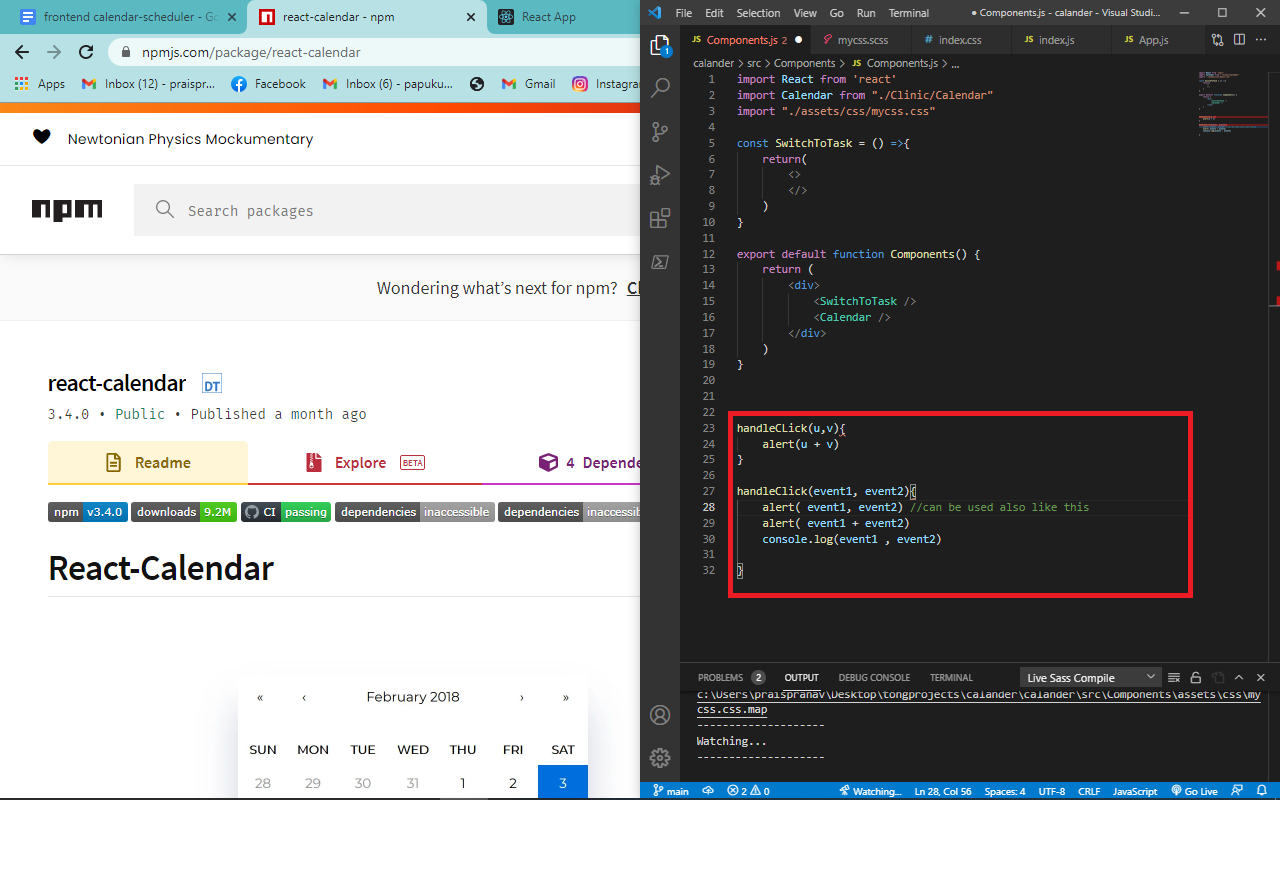 frontend calendar-scheduler - Go
react-calendar - npm
React App
npmjs.com/package/react-calendar
Apps
Inbox (12) - praispr...
Facebook
Inbox (6) - papuku...
Gmail
Instagra
Newtonian Physics Mockumentary
npm
Search packages
Wondering what's next for npm?
react-calendar
DT
3.4.0 • Public • Published a month ago
Readme
Explore BETA
4 Depende
npm v3.4.0
downloads 9.2M
CI passing
dependencies inaccessible
dependencies inaccessib
React-Calendar
« ‹ February 2018 › »
SUN MON TUE WED THU FRI SAT
28 29 30 31 1 2 3
File Edit Selection View Go Run Terminal
● Components.js - calander - Visual Studi...
1
JS Components.js 2 ●
mycss.scss
# index.css
JS index.js
JS App.js
calander > src > Components > JS Components.js > ...
1 import React from 'react'
2 import Calendar from "./Clinic/Calendar"
3 import "./assets/css/mycss.css"
4
5 const SwitchToTask = () =>{
6 return(
7 <>
8 </>
9 )
10 }
11
12 export default function Components() {
13 return (
14 <div>
15 <SwitchToTask />
16 <Calendar />
17 </div>
18 )
19 }
20
21
22
23 handleCLick(u,v){
24 alert(u + v)
25 }
26
27 handleClick(event1, event2){
28 alert( event1, event2) //can be used also like this
29 alert( event1 + event2)
30 console.log(event1 , event2)
31
32 }
PROBLEMS 2 OUTPUT DEBUG CONSOLE TERMINAL
Live Sass Compile
c:\Users\praispranav\Desktop\tongprojects\calander\calander\src\Components\assets\css\my
css.css.map
--------------------
Watching...
--------------------
main
2 0
Watching...
Ln 28, Col 56
Spaces: 4
UTF-8
CRLF
JavaScript
Go Live